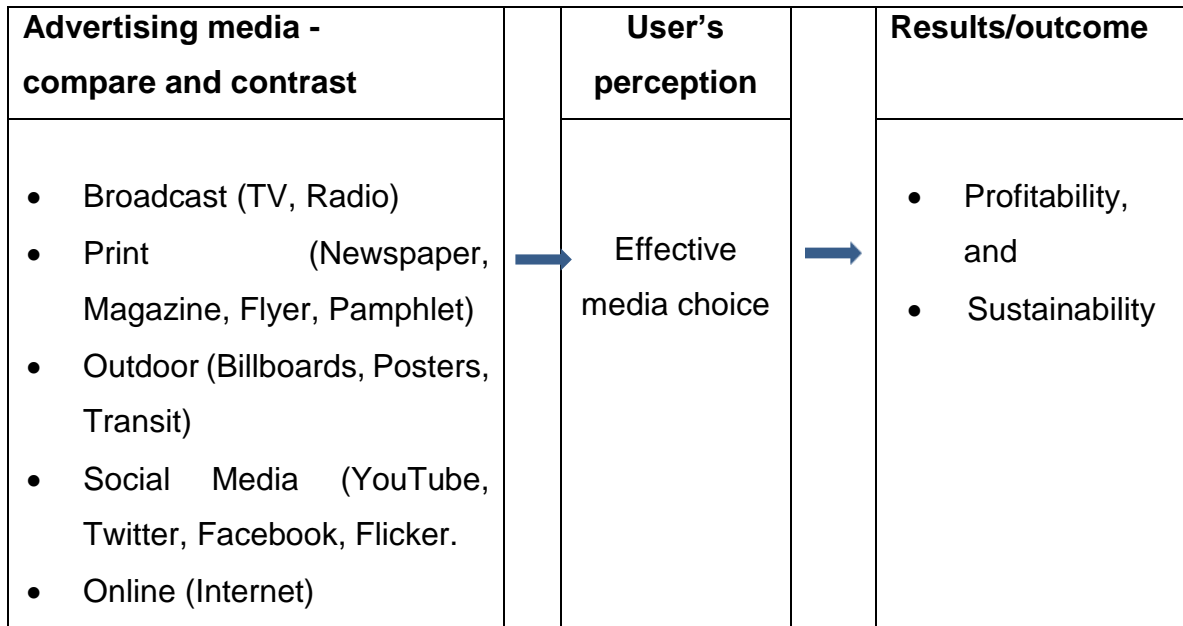 Advertising media -
compare and contrast
User's
perception
Results/outcome
• Broadcast (TV, Radio)
• Print (Newspaper,
Magazine, Flyer, Pamphlet)
• Outdoor (Billboards, Posters,
Transit)
• Social Media (YouTube,
Twitter, Facebook, Flicker.
• Online (Internet)
Effective
media choice
• Profitability,
and
• Sustainability